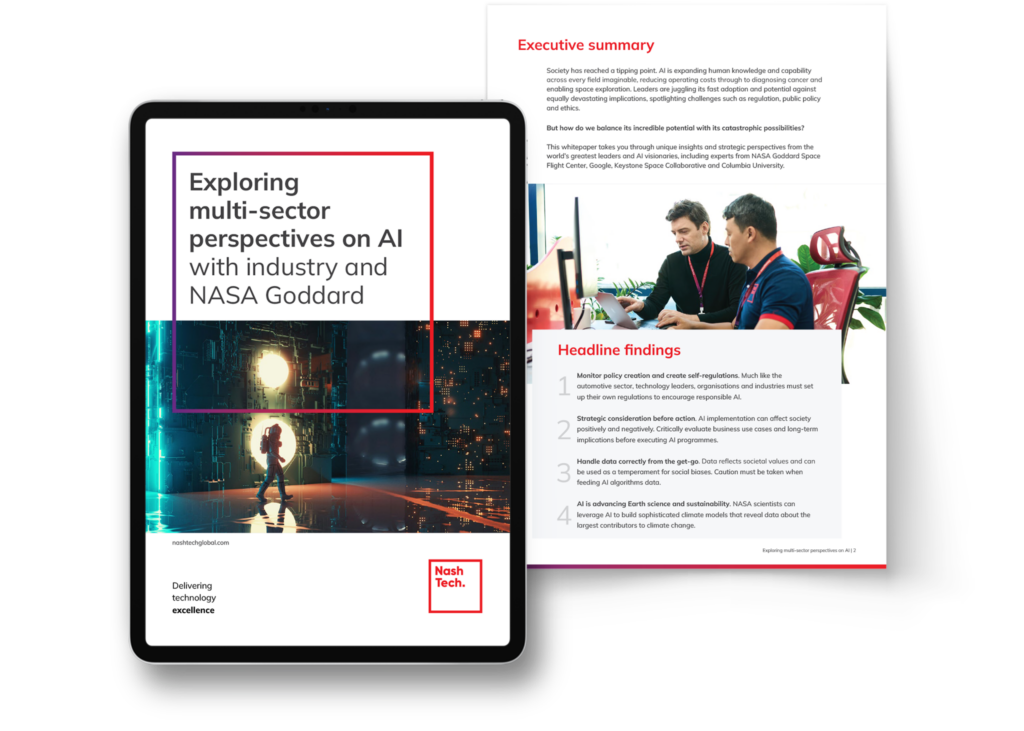 Exploring
multi-sector
perspectives on AI
with industry and
NASA Goddard
nashtechglobal.com
Delivering
technology
excellence
Nash
Tech.
Executive summary
Society has reached a tipping point. AI is expanding human knowledge and capability
across every field imaginable, reducing operating costs through to diagnosing cancer and
enabling space exploration. Leaders are juggling its fast adoption and potential against
equally devastating implications, spotlighting challenges such as regulation, public policy
and ethics.
But how do we balance its incredible potential with its catastrophic possibilities?
This whitepaper takes you through unique insights and strategic perspectives from the
world's greatest leaders and AI visionaries, including experts from NASA Goddard Space
Flight Center, Google, Keystone Space Collaborative and Columbia University.
Headline findings
1 Monitor policy creation and create self-regulations. Much like the
automotive sector, technology leaders, organisations and industries must set
up their own regulations to encourage responsible AI.
2 Strategic consideration before action. AI implementation can affect society
positively and negatively. Critically evaluate business use cases and long-term
implications before executing AI programmes.
3 Handle data correctly from the get-go. Data reflects societal values and can
be used as a temperament for social biases. Caution must be taken when
feeding AI algorithms data.
4 AI is advancing Earth science and sustainability. NASA scientists can
leverage AI to build sophisticated climate models that reveal data about the
largest contributors to climate change.
Exploring multi-sector perspectives on AI | 2